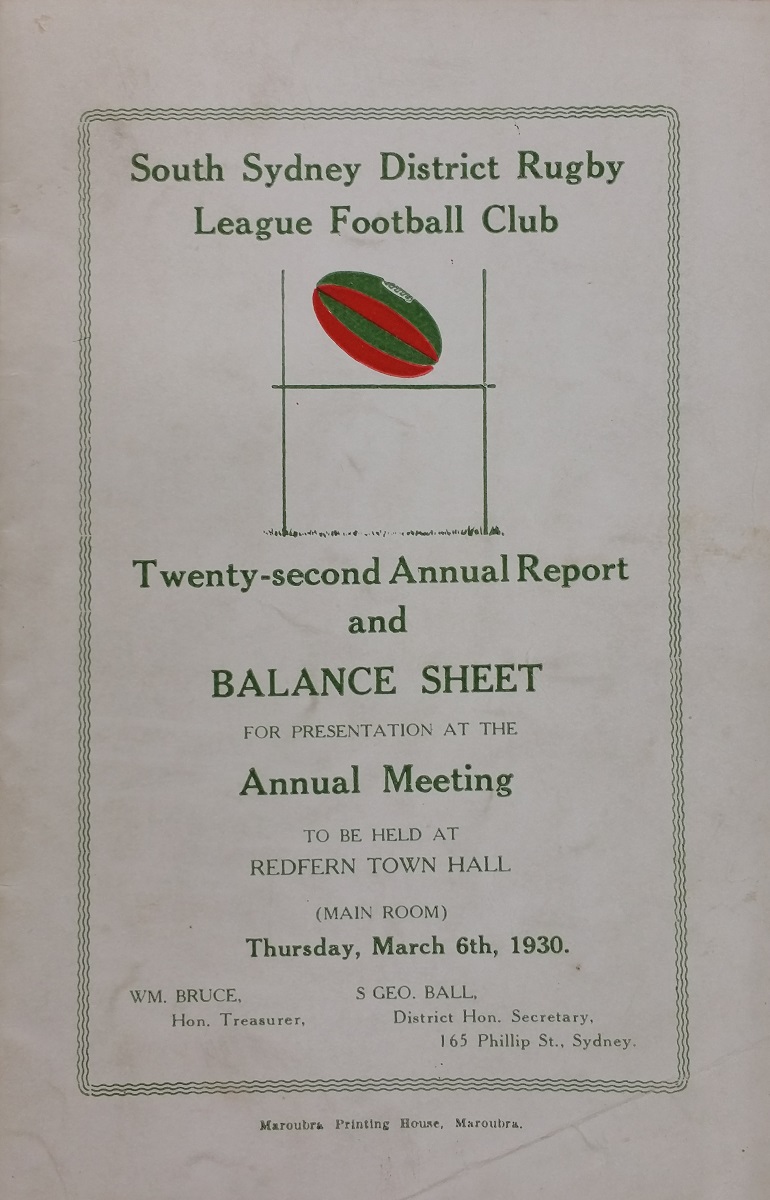 South Sydney District Rugby
League Football Club
Twenty-second Annual Report
and
BALANCE SHEET
FOR PRESENTATION AT THE
Annual Meeting
TO BE HELD AT
REDFERN TOWN HALL
(MAIN ROOM)
Thursday, March 6th, 1930.
WM. BRUCE,
Hon. Treasurer,
S GEO. BALL,
District Hon. Secretary,
165 Phillip St., Sydney.
Maroubra Printing House, Maroubra.